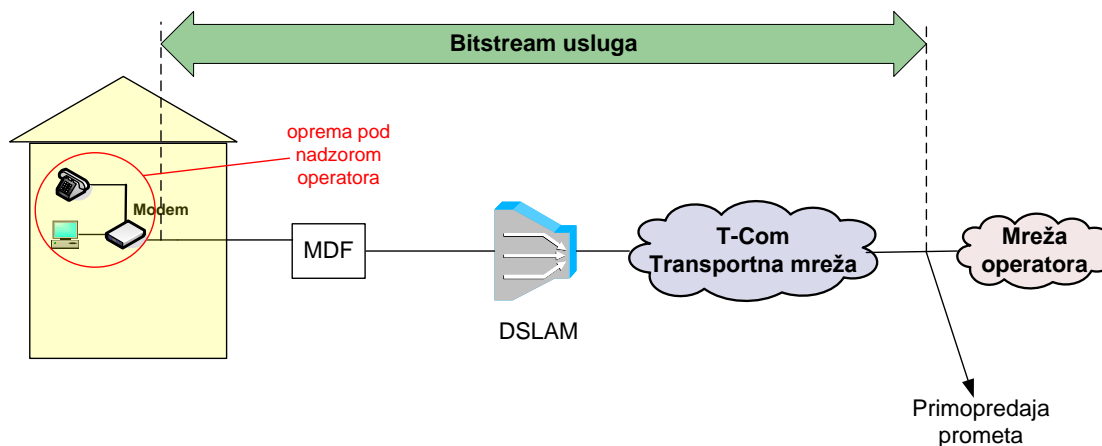 Bitstream usluga
oprema pod
nadzorom
operatora
Modem
MDF
DSLAM
T-Com
Transportna mreža
Mreža
operatora
Primopredaja
prometa